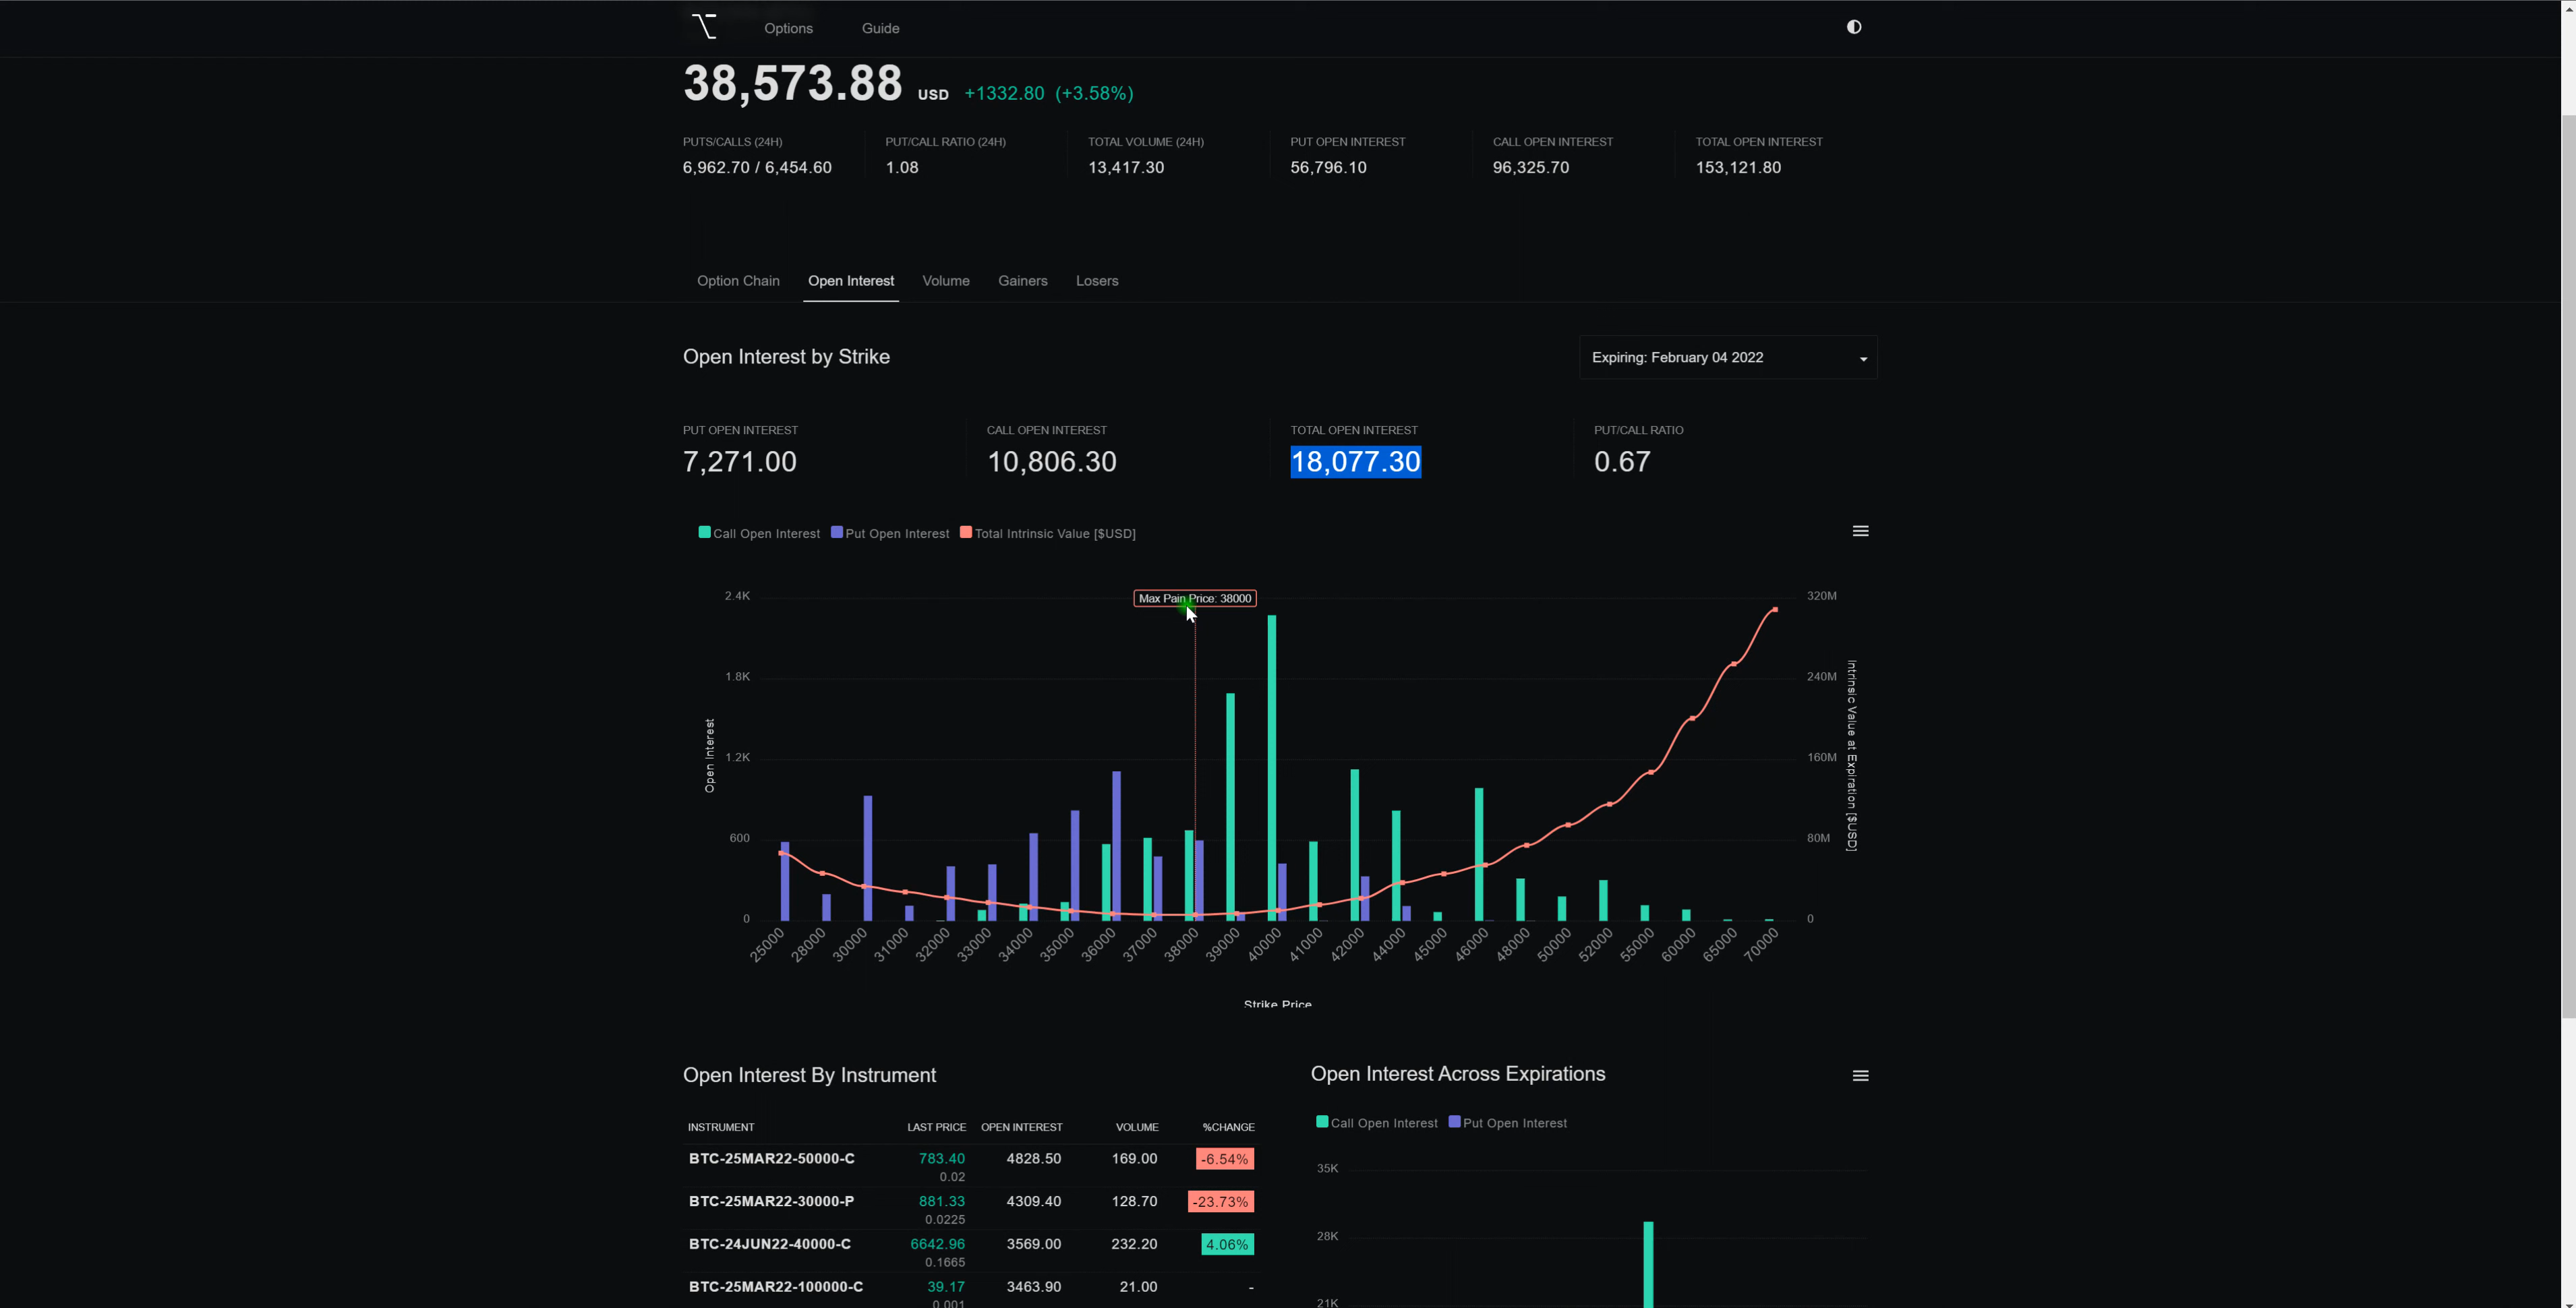 Options Guide
38,573.88 USD +1332.80 (+3.58%)
PUTS/CALLS (24H) PUT/CALL RATIO (24H) TOTAL VOLUME (24H) PUT OPEN INTEREST CALL OPEN INTEREST TOTAL OPEN INTEREST
6,962.70 / 6,454.60 1.08 13,417.30 56,796.10 96,325.70 153,121.80
Option Chain Open Interest Volume Gainers Losers
Open Interest by Strike Expiring: February 04 2022
PUT OPEN INTEREST CALL OPEN INTEREST TOTAL OPEN INTEREST PUT/CALL RATIO
7,271.00 10,806.30 18,077.30 0.67
Call Open Interest Put Open Interest Total Intrinsic Value [$USD]
Max Pain Price: 38000
2.4K 320M
1.8K 240M
1.2K 160M
600 80M
0 0
Open Interest
Intrinsic Value at Expiration [$USD]
25000 28000 30000 31000 32000 33000 34000 35000 36000 37000 38000 39000 40000 41000 42000 44000 45000 46000 48000 50000 52000 55000 60000 65000 70000
Strike Price
Open Interest By Instrument
INSTRUMENT LAST PRICE OPEN INTEREST VOLUME %CHANGE
BTC-25MAR22-50000-C 783.40 4828.50 169.00 -6.54%
0.02
BTC-25MAR22-30000-P 881.33 4309.40 128.70 -23.73%
0.0225
BTC-24JUN22-40000-C 6642.96 3569.00 232.20 4.06%
0.1665
BTC-25MAR22-100000-C 39.17 3463.90 21.00 -
0.001
Open Interest Across Expirations
Call Open Interest Put Open Interest
35K
28K
21K